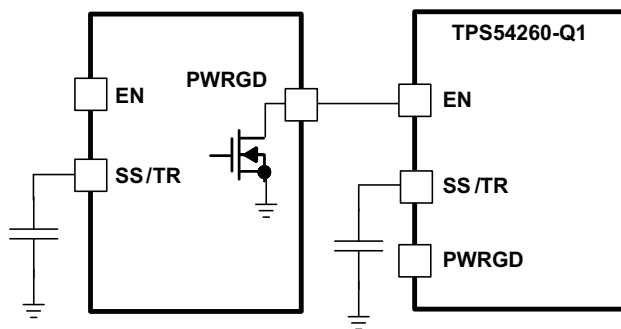 TPS54260-Q1
PWRGD
EN
EN
SS/TR
SS/TR
PWRGD